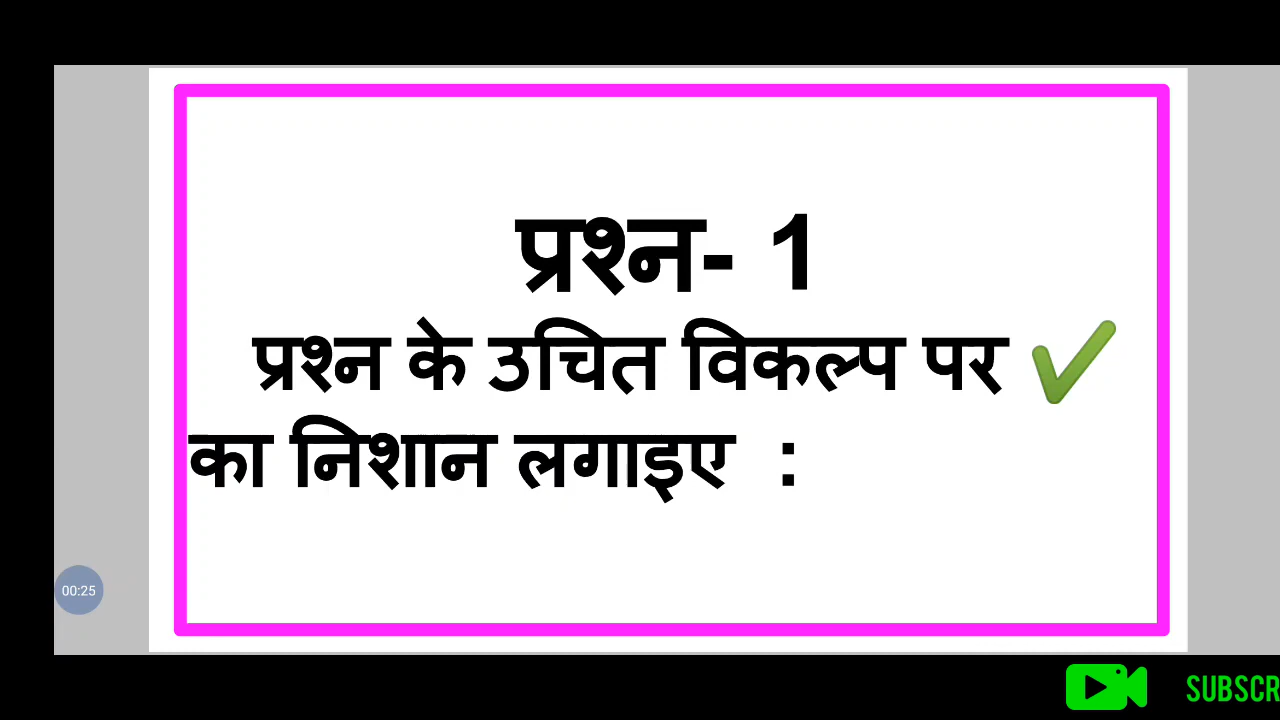 प्रश्न- 1
प्रश्न के उचित विकल्प पर ✔
का निशान लगाइए :
00:25
SUBSCR